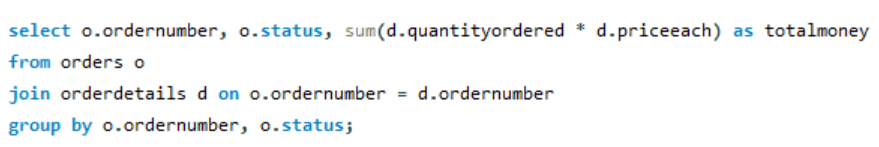 select o.ordernumber, o.status, sum(d.quantityordered * d.priceeach) as totalmoney
from orders o
join orderdetails d on o.ordernumber = d.ordernumber
group by o.ordernumber, o.status;